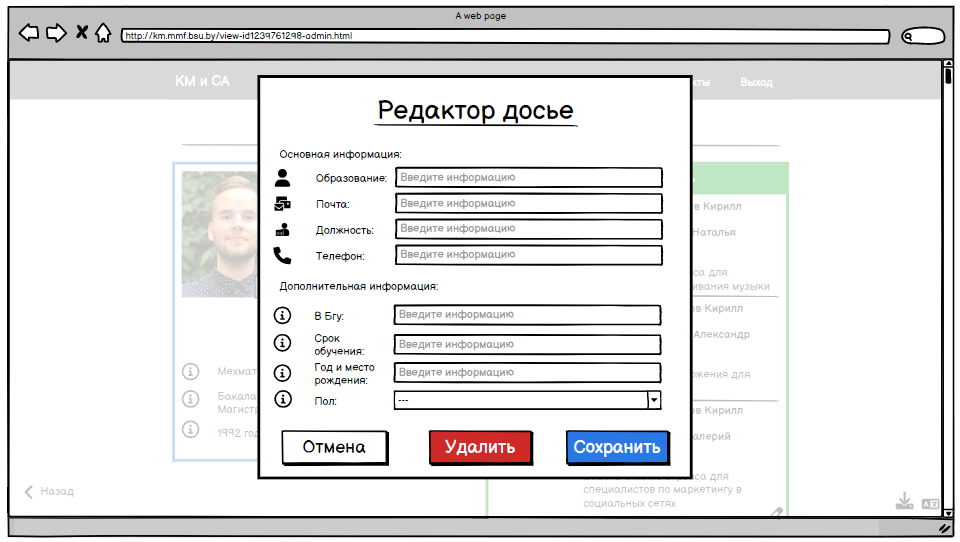 A web page
http://km.mmf.bsu.by/view-id1239761298-admin.html
КМ и СА
кты
Выход
Редактор досье
Основная информация:
Образование: Введите информацию
Почта: Введите информацию
Должность: Введите информацию
Телефон: Введите информацию
Дополнительная информация:
В Бгу: Введите информацию
Срок
обучения: Введите информацию
Год и место
рождения: Введите информацию
Пол: ---
Отмена
Удалить
Сохранить
Мехмат
Бакала
Магистр
1992 год
в Кирилл
Наталья
са для
ивания музыки
в Кирилл
Александр
жения для
в Кирилл
алерий
са для
специалистов по маркетингу в
социальных сетях
Назад